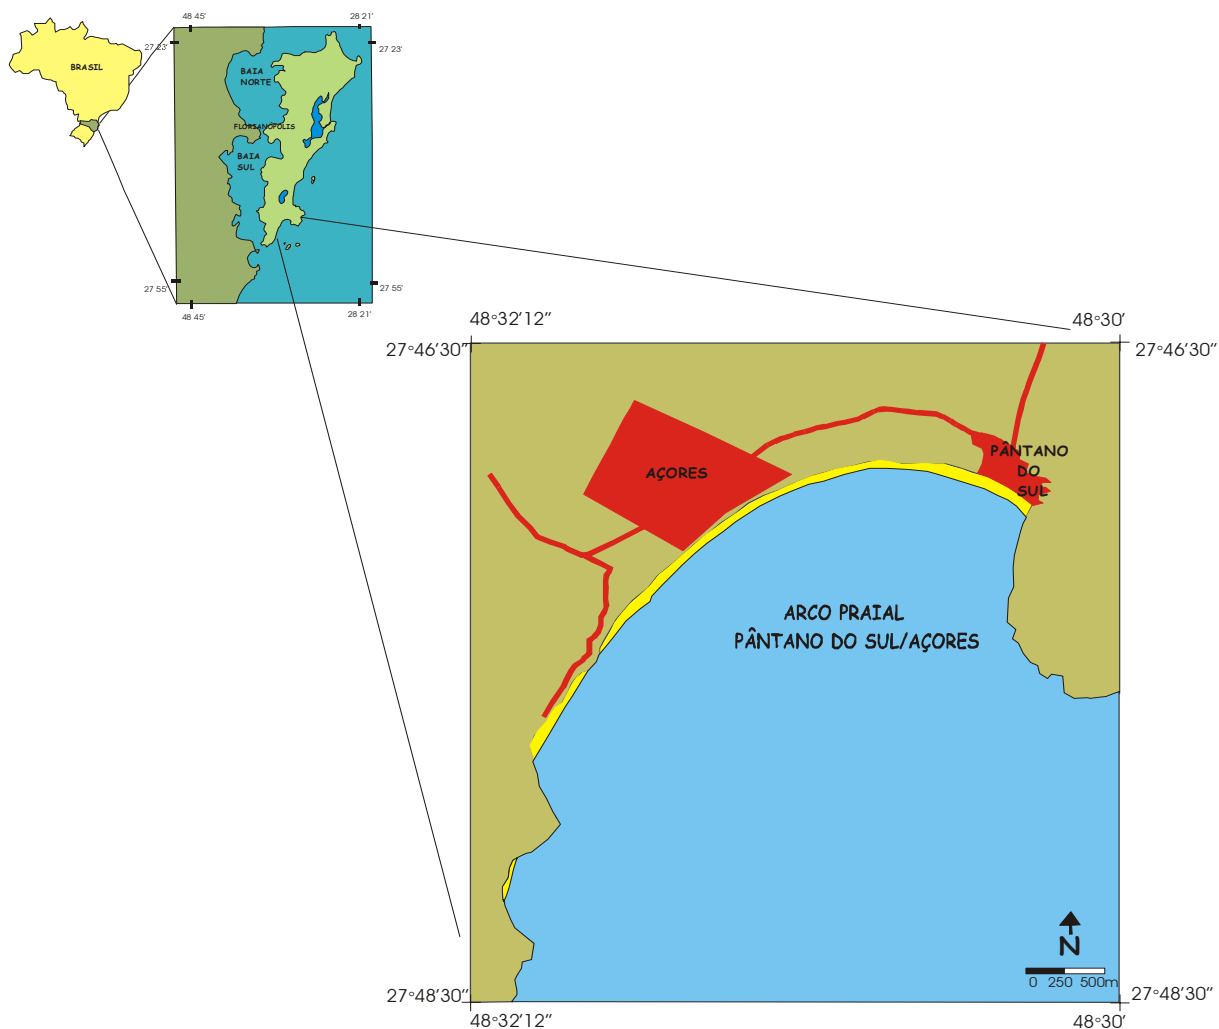 48 45'
28 21'
27 23'
27 23'
BRASIL
BAIA
NORTE
FLORIANÓPOLIS
BAIA
SUL
27 55'
27 55'
48 45'
28 21'
48°32'12"
48°30'
27°46'30"
27°46'30"
PÂNTANO
DO
SUL
AÇORES
ARCO PRAIAL
PÂNTANO DO SUL/AÇORES
N
0 250 500m
27°48'30"
27°48'30"
48°32'12"
48°30'